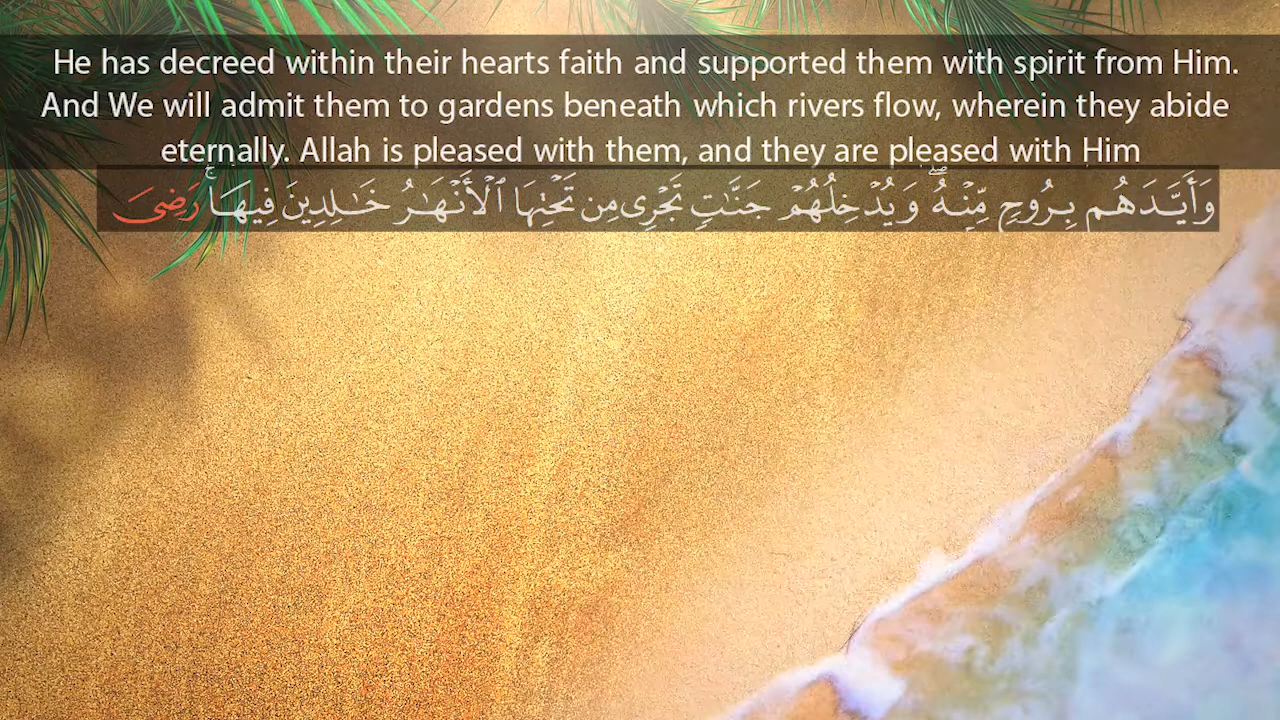 He has decreed within their hearts faith and supported them with spirit from Him.
And We will admit them to gardens beneath which rivers flow, wherein they abide
eternally. Allah is pleased with them, and they are pleased with Him
وَأَيَّدَهُم بِرُوحٍ مِّنْهُ ۖ وَيُدْخِلُهُمْ جَنَّـٰتٍ تَجْرِى مِن تَحْتِهَا ٱلْأَنْهَـٰرُ خَـٰلِدِينَ فِيهَا ۚ رَضِىَ